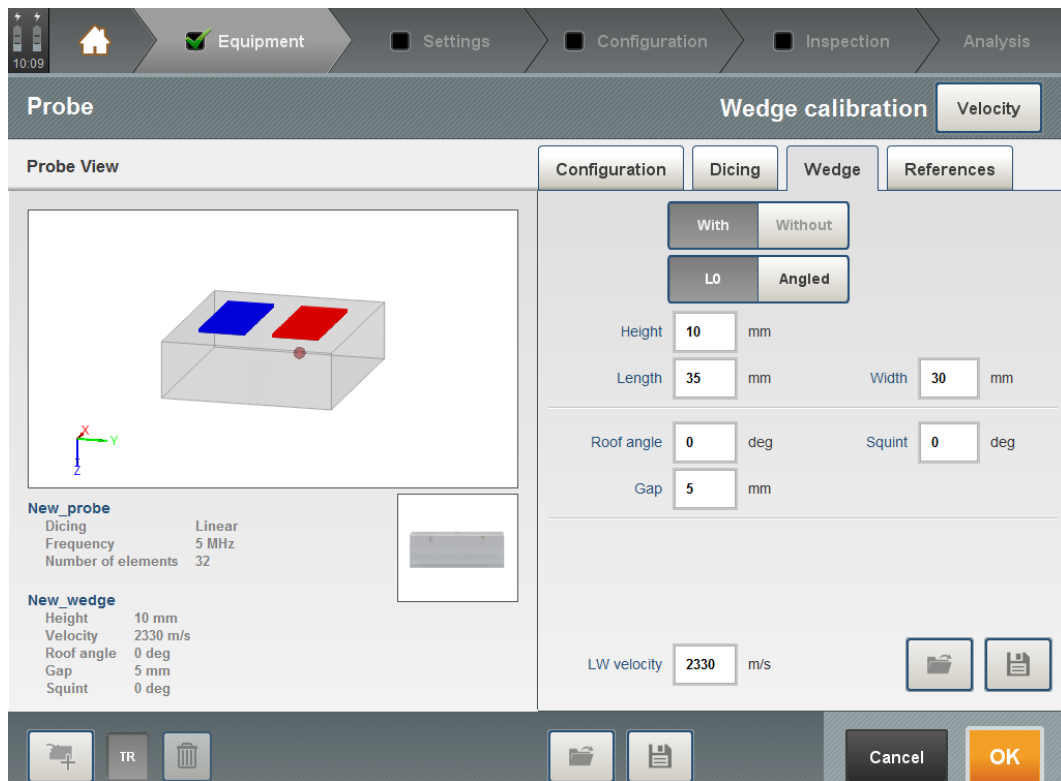 10:09
Equipment
Settings
Configuration
Inspection
Analysis
Probe
Wedge calibration
Velocity
Probe View
Configuration
Dicing
Wedge
References
With
Without
L0
Angled
Height 10 mm
Length 35 mm
Width 30 mm
Roof angle 0 deg
Squint 0 deg
Gap 5 mm
X
Y
Z
New_probe
Dicing Linear
Frequency 5 MHz
Number of elements 32
New_wedge
Height 10 mm
Velocity 2330 m/s
Roof angle 0 deg
Gap 5 mm
Squint 0 deg
LW velocity 2330 m/s
TR
Cancel
OK